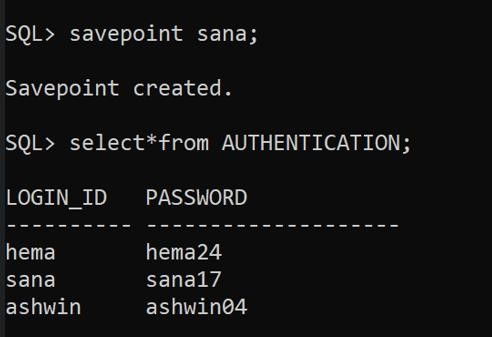 SQL> savepoint sana;
Savepoint created.
SQL> select*from AUTHENTICATION;
LOGIN_ID   PASSWORD
---------- --------------------
hema       hema24
sana       sana17
ashwin     ashwin04